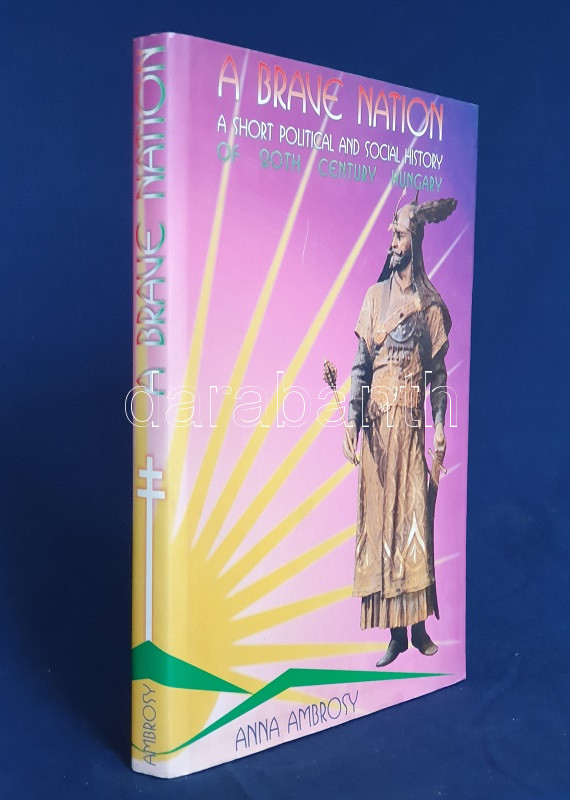 A BRAVE NATION
A SHORT POLITICAL AND SOCIAL HISTORY
OF 20TH CENTURY HUNGARY
ANNA AMBROSY
A BRAVE NATION
AMBROSY
darabanth